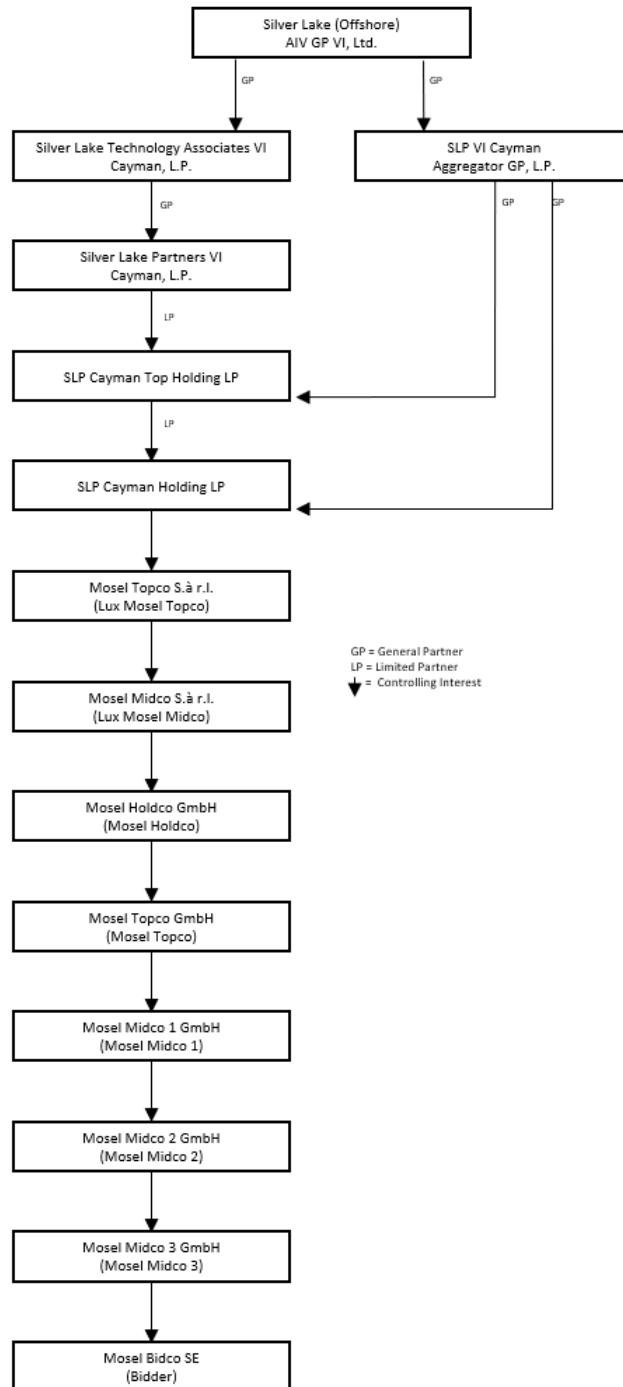 Silver Lake (Offshore)
AIV GP VI, Ltd.
GP
GP
Silver Lake Technology Associates VI
Cayman, L.P.
SLP VI Cayman
Aggregator GP, L.P.
GP
GP
GP
Silver Lake Partners VI
Cayman, L.P.
LP
SLP Cayman Top Holding LP
LP
SLP Cayman Holding LP
Mosel Topco S.à r.l.
(Lux Mosel Topco)
GP = General Partner
LP = Limited Partner
= Controlling Interest
Mosel Midco S.à r.l.
(Lux Mosel Midco)
Mosel Holdco GmbH
(Mosel Holdco)
Mosel Topco GmbH
(Mosel Topco)
Mosel Midco 1 GmbH
(Mosel Midco 1)
Mosel Midco 2 GmbH
(Mosel Midco 2)
Mosel Midco 3 GmbH
(Mosel Midco 3)
Mosel Bidco SE
(Bidder)